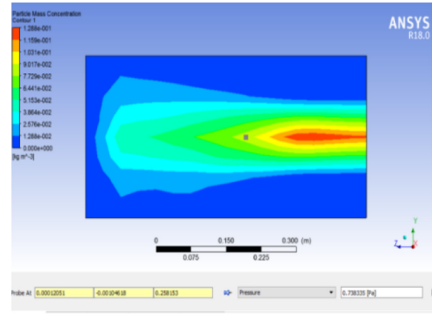 Particle Mass Concentration
Contour 1
1.288e-001
1.159e-001
1.031e-001
9.017e-002
7.729e-002
6.441e-002
5.153e-002
3.864e-002
2.576e-002
1.288e-002
0.000e+000
[kg m^-3]
ANSYS
R18.0
0 0.150 0.300 (m)
0.075 0.225
Y
Z X
Probe At 0.00012051 -0.00104618 0.258153 Pressure 0.738335 [Pa]